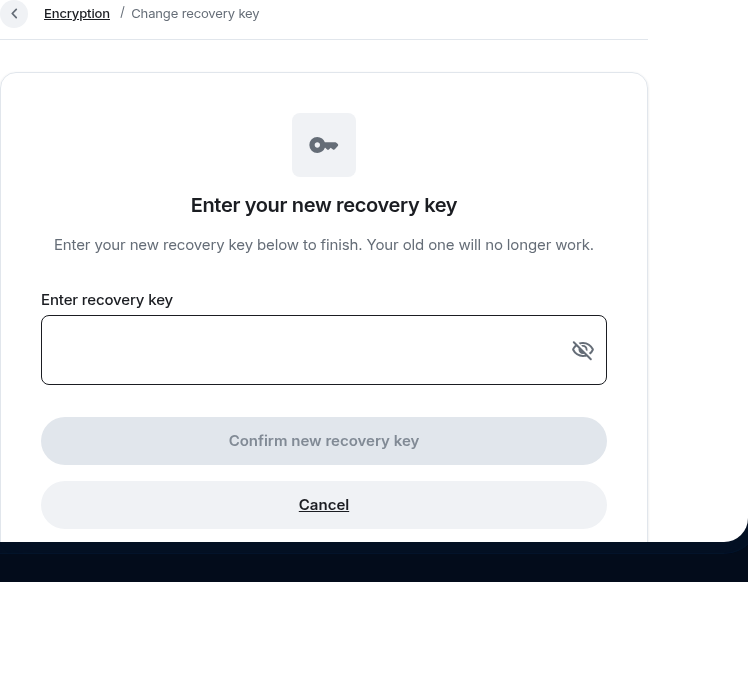 Encryption / Change recovery key
Enter your new recovery key
Enter your new recovery key below to finish. Your old one will no longer work.
Enter recovery key
Confirm new recovery key
Cancel